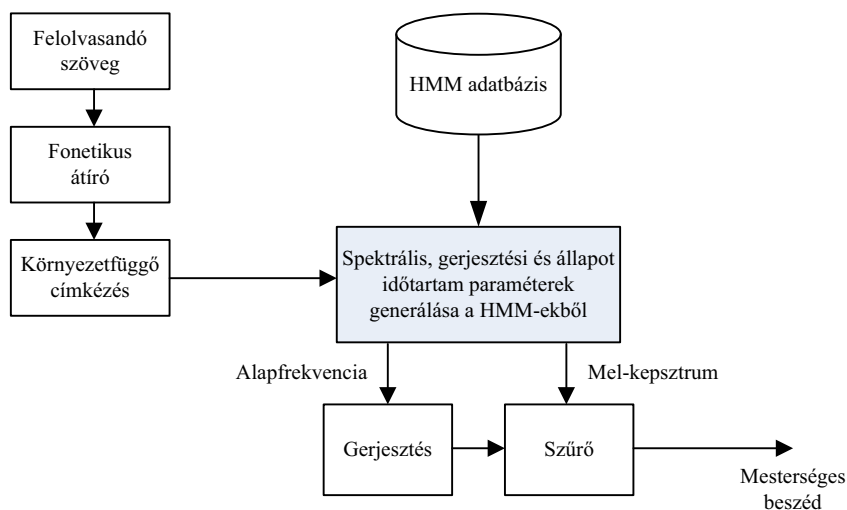 Felolvasandó
szöveg
HMM adatbázis
Fonetikus
átíró
Környezetfüggő
címkézés
Spektrális, gerjesztési és állapot
időtartam paraméterek
generálása a HMM-ekből
Alapfrekvencia
Mel-kepsztrum
Gerjesztés
Szűrő
Mesterséges
beszéd